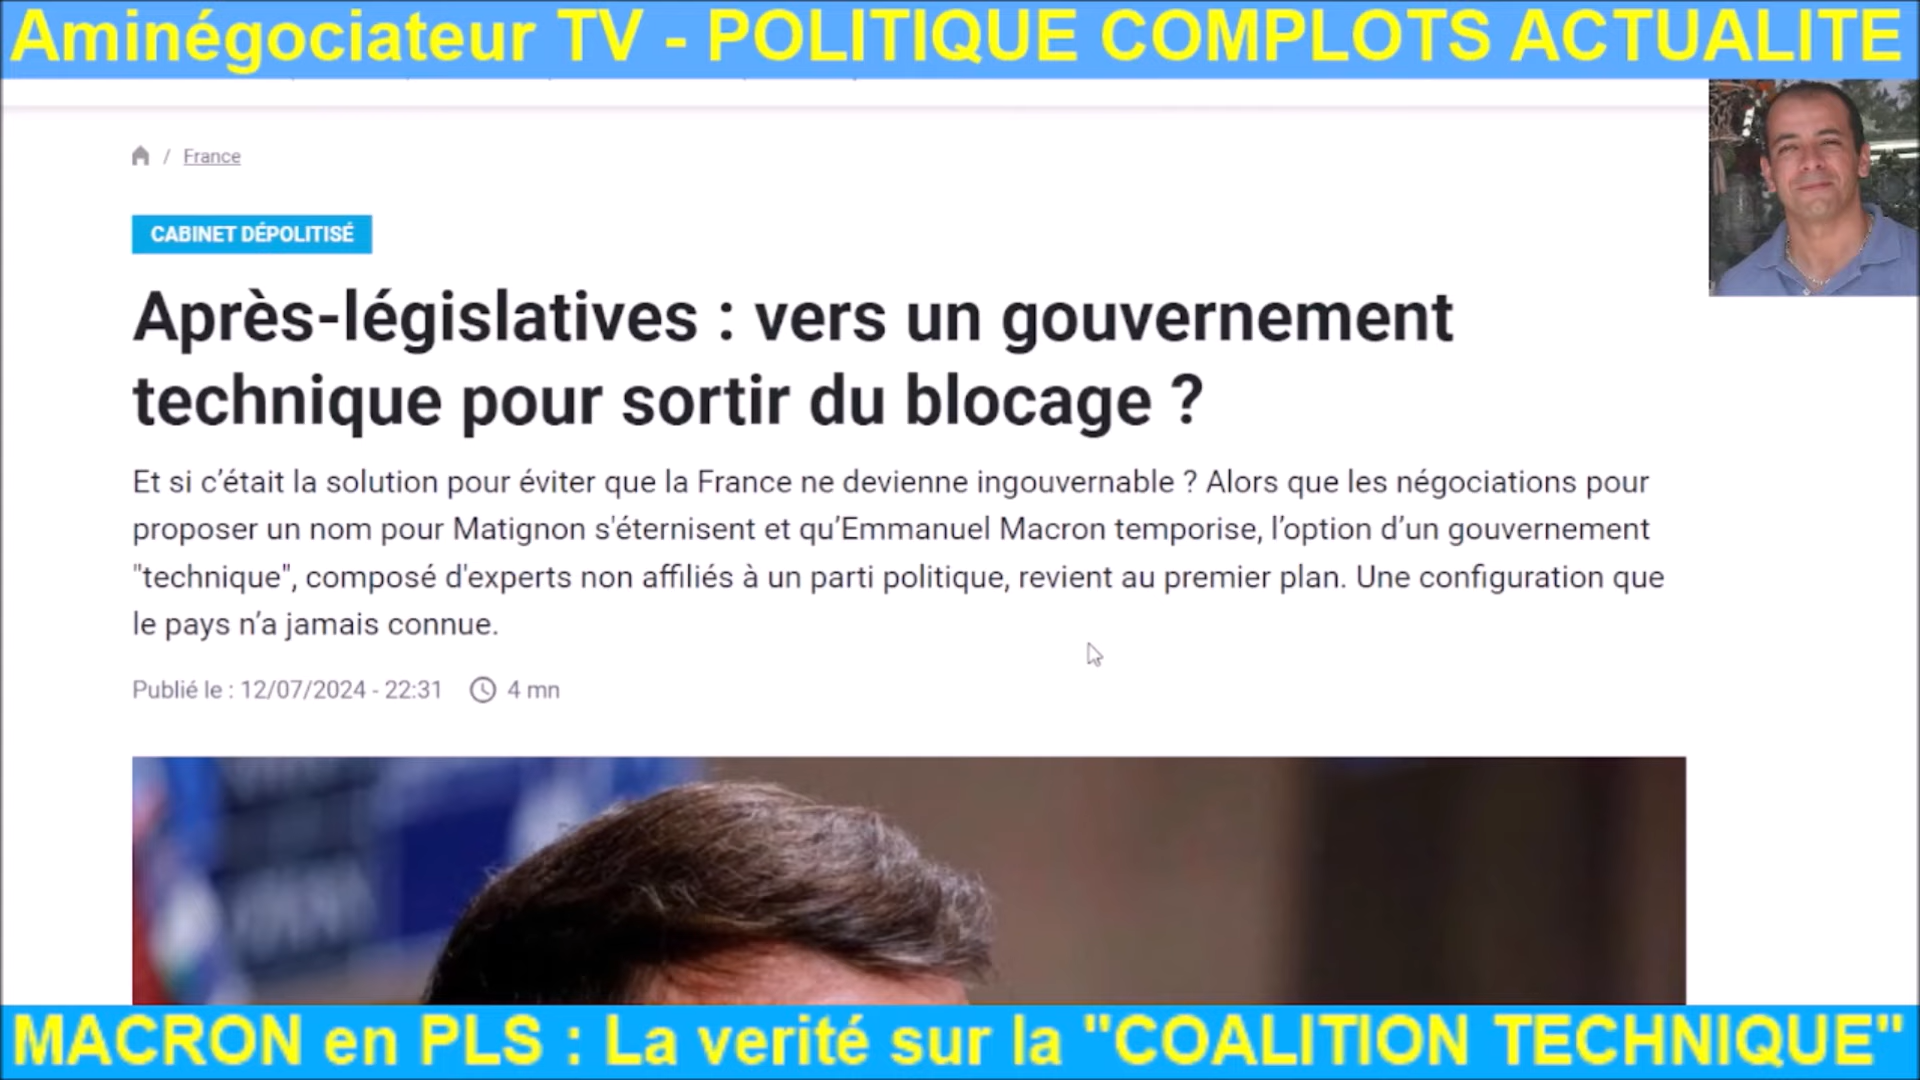 Aminégociateur TV - POLITIQUE COMPLOTS ACTUALITE
/ France
CABINET DÉPOLITISÉ
Après-législatives : vers un gouvernement
technique pour sortir du blocage ?
Et si c’était la solution pour éviter que la France ne devienne ingouvernable ? Alors que les négociations pour
proposer un nom pour Matignon s'éternisent et qu’Emmanuel Macron temporise, l’option d’un gouvernement
"technique", composé d'experts non affiliés à un parti politique, revient au premier plan. Une configuration que
le pays n’a jamais connue.
Publié le : 12/07/2024 - 22:31 4 mn
MACRON en PLS : La verité sur la "COALITION TECHNIQUE"